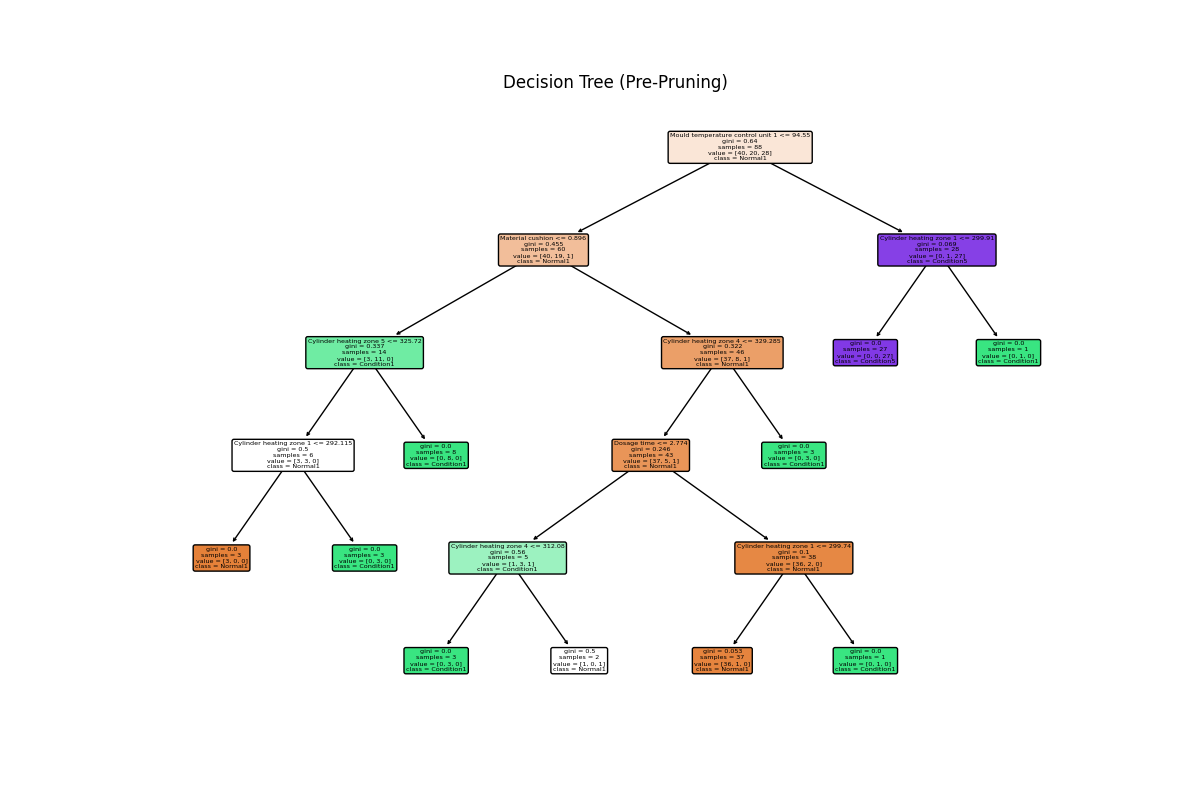 Decision Tree (Pre-Pruning)
Mould temperature control unit 1 <= 94.55
gini = 0.64
samples = 88
value = [40, 20, 28]
class = Normal1
Material cushion <= 0.896
gini = 0.455
samples = 60
value = [40, 19, 1]
class = Normal1
Cylinder heating zone 1 <= 299.91
gini = 0.069
samples = 28
value = [0, 1, 27]
class = Condition5
Cylinder heating zone 5 <= 325.72
gini = 0.337
samples = 14
value = [3, 11, 0]
class = Condition1
Cylinder heating zone 4 <= 329.285
gini = 0.322
samples = 46
value = [37, 8, 1]
class = Normal1
gini = 0.0
samples = 27
value = [0, 0, 27]
class = Condition5
gini = 0.0
samples = 1
value = [0, 1, 0]
class = Condition1
Cylinder heating zone 1 <= 292.115
gini = 0.5
samples = 6
value = [3, 3, 0]
class = Normal1
gini = 0.0
samples = 8
value = [0, 8, 0]
class = Condition1
Dosage time <= 2.774
gini = 0.246
samples = 43
value = [37, 5, 1]
class = Normal1
gini = 0.0
samples = 3
value = [0, 3, 0]
class = Condition1
gini = 0.0
samples = 3
value = [3, 0, 0]
class = Normal1
gini = 0.0
samples = 3
value = [0, 3, 0]
class = Condition1
Cylinder heating zone 4 <= 312.08
gini = 0.56
samples = 5
value = [1, 3, 1]
class = Condition1
Cylinder heating zone 1 <= 299.74
gini = 0.1
samples = 38
value = [36, 2, 0]
class = Normal1
gini = 0.0
samples = 3
value = [0, 3, 0]
class = Condition1
gini = 0.5
samples = 2
value = [1, 0, 1]
class = Normal1
gini = 0.053
samples = 37
value = [36, 1, 0]
class = Normal1
gini = 0.0
samples = 1
value = [0, 1, 0]
class = Condition1